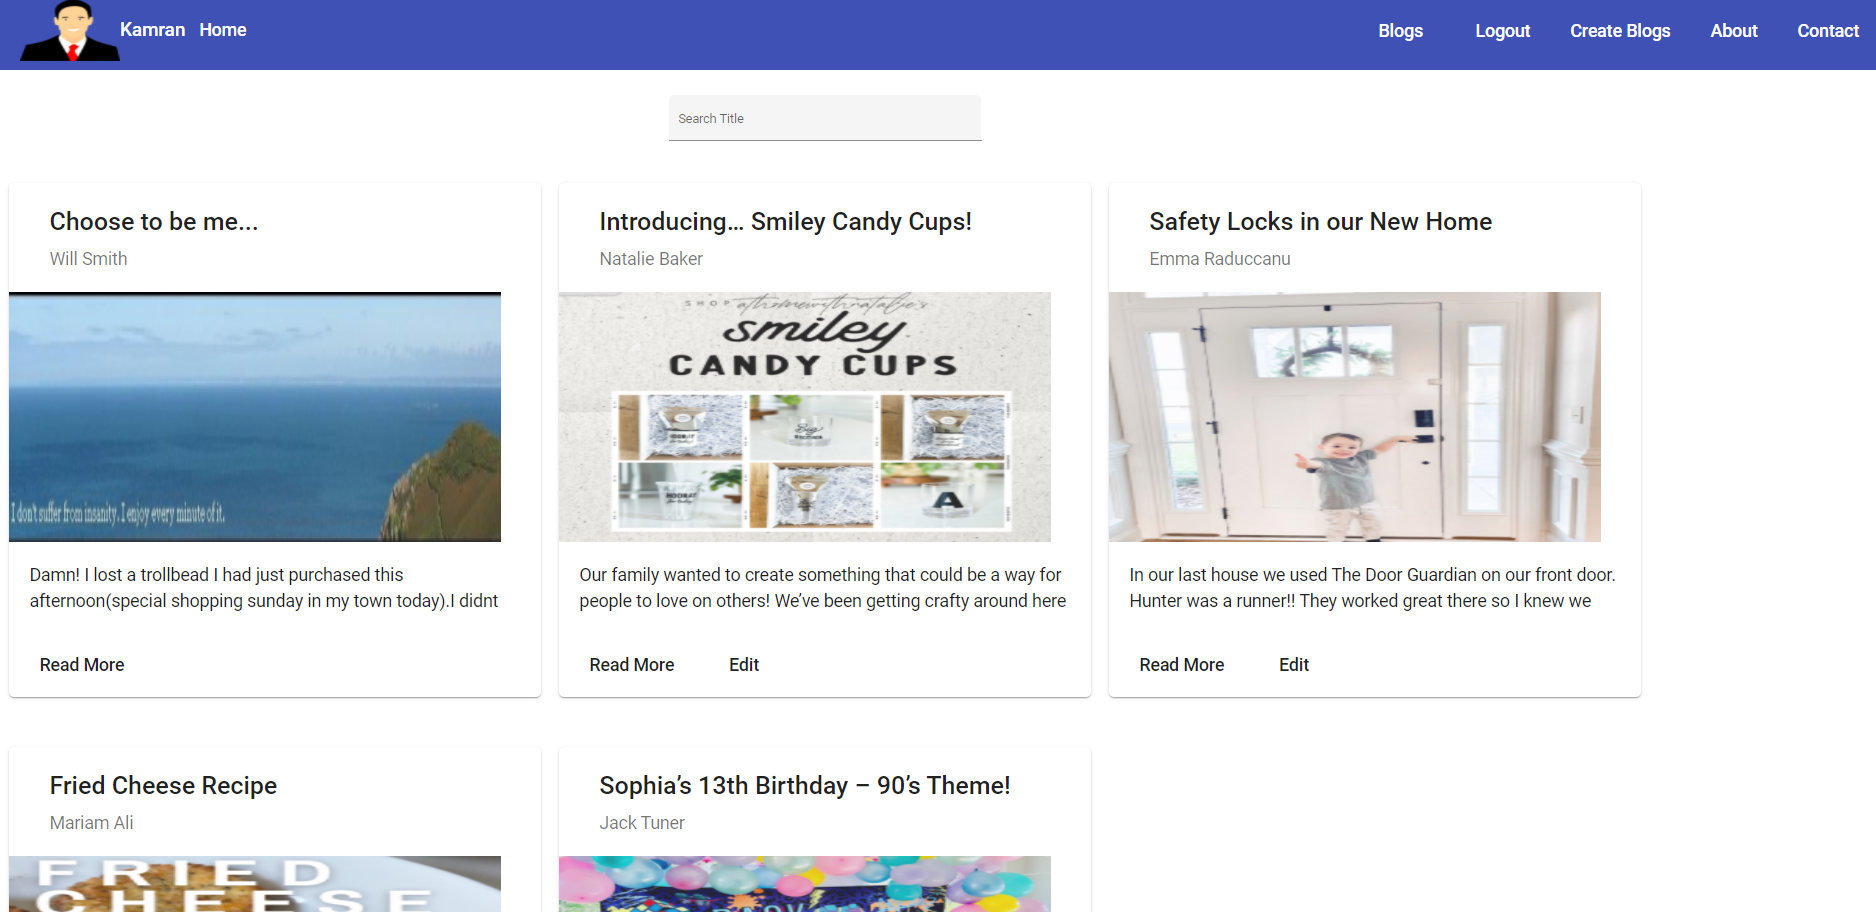 Kamran Home Blogs Logout Create Blogs About Contact
Search Title
Choose to be me...
Will Smith
I don't suffer from insanity. I enjoy every minute of it.
Damn! I lost a trollbead I had just purchased this
afternoon(special shopping sunday in my town today).I didnt
Read More
Introducing… Smiley Candy Cups!
Natalie Baker
SHOP athomewithnatalie's
smiley
CANDY CUPS
HOORAY
Big
HOORAY
A
Our family wanted to create something that could be a way for
people to love on others! We’ve been getting crafty around here
Read More Edit
Safety Locks in our New Home
Emma Raduccanu
In our last house we used The Door Guardian on our front door.
Hunter was a runner!! They worked great there so I knew we
Read More Edit
Fried Cheese Recipe
Mariam Ali
FRIED
CHEESE
Sophia’s 13th Birthday – 90’s Theme!
Jack Tuner